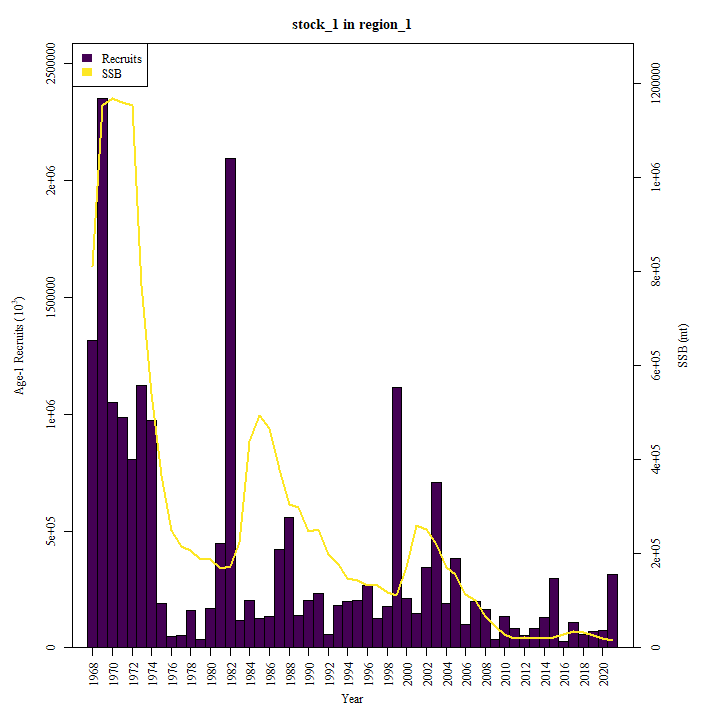 stock_1 in region_1
Recruits
SSB
Age-1 Recruits (10³)
0
5e+05
1e+06
1500000
2e+06
2500000
SSB (mt)
0
2e+05
4e+05
6e+05
8e+05
1e+06
1200000
1968 1970 1972 1974 1976 1978 1980 1982 1984 1986 1988 1990 1992 1994 1996 1998 2000 2002 2004 2006 2008 2010 2012 2014 2016 2018 2020
Year